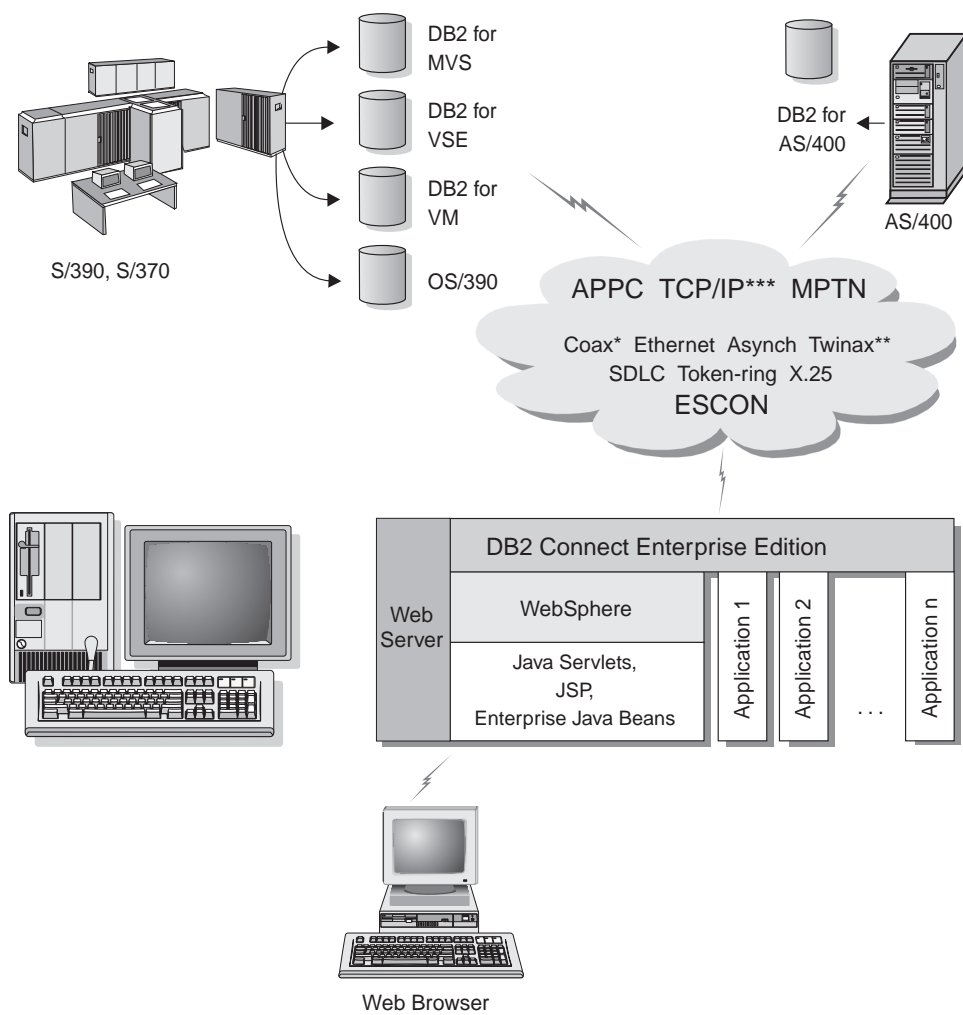 DB2 for
MVS
DB2 for
VSE
DB2 for
VM
OS/390
S/390, S/370
DB2 for
AS/400
AS/400
APPC TCP/IP*** MPTN
Coax* Ethernet Asynch Twinax**
SDLC Token-ring X.25
ESCON
DB2 Connect Enterprise Edition
Web
Server
WebSphere
Java Servlets,
JSP,
Enterprise Java Beans
Application 1
Application 2
. . .
Application n
Web Browser